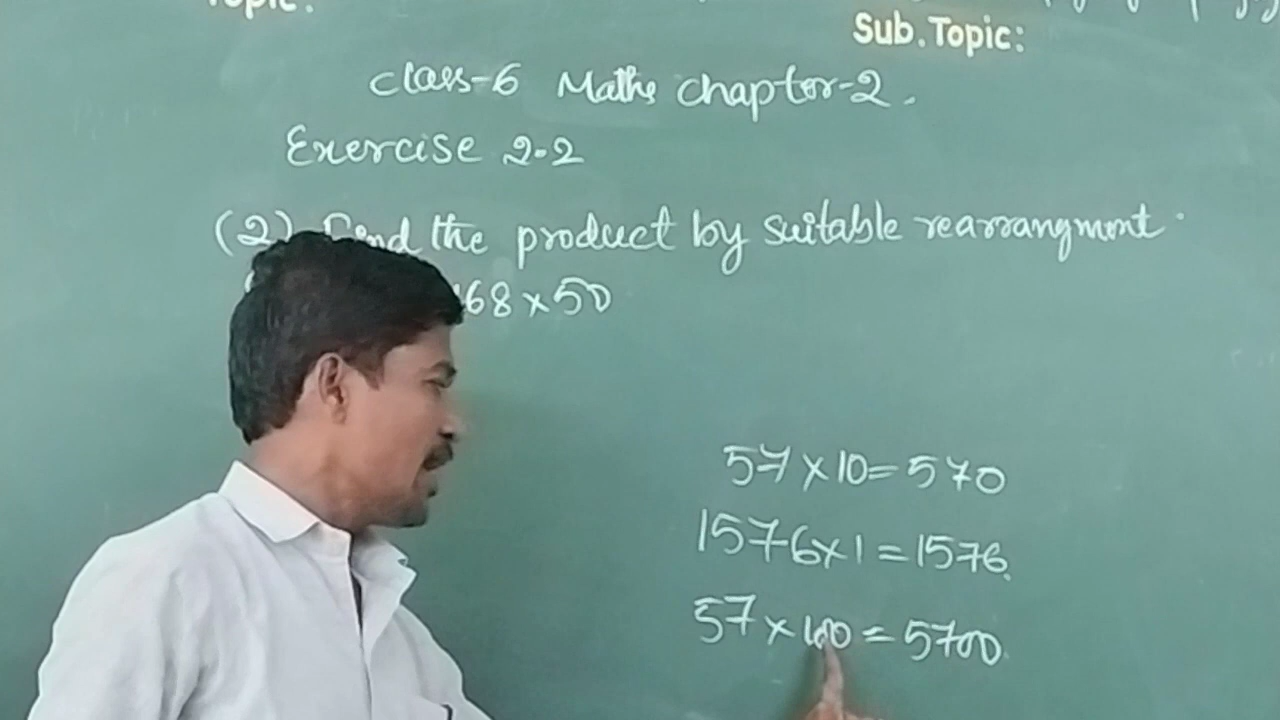 Topic:
Sub.Topic:
Class-6 Maths Chapter-2.
Exercise 2.2
(2) Find the product by suitable rearrangment.
68×50
57×10=570
1576×1=1576.
57×100=5700.